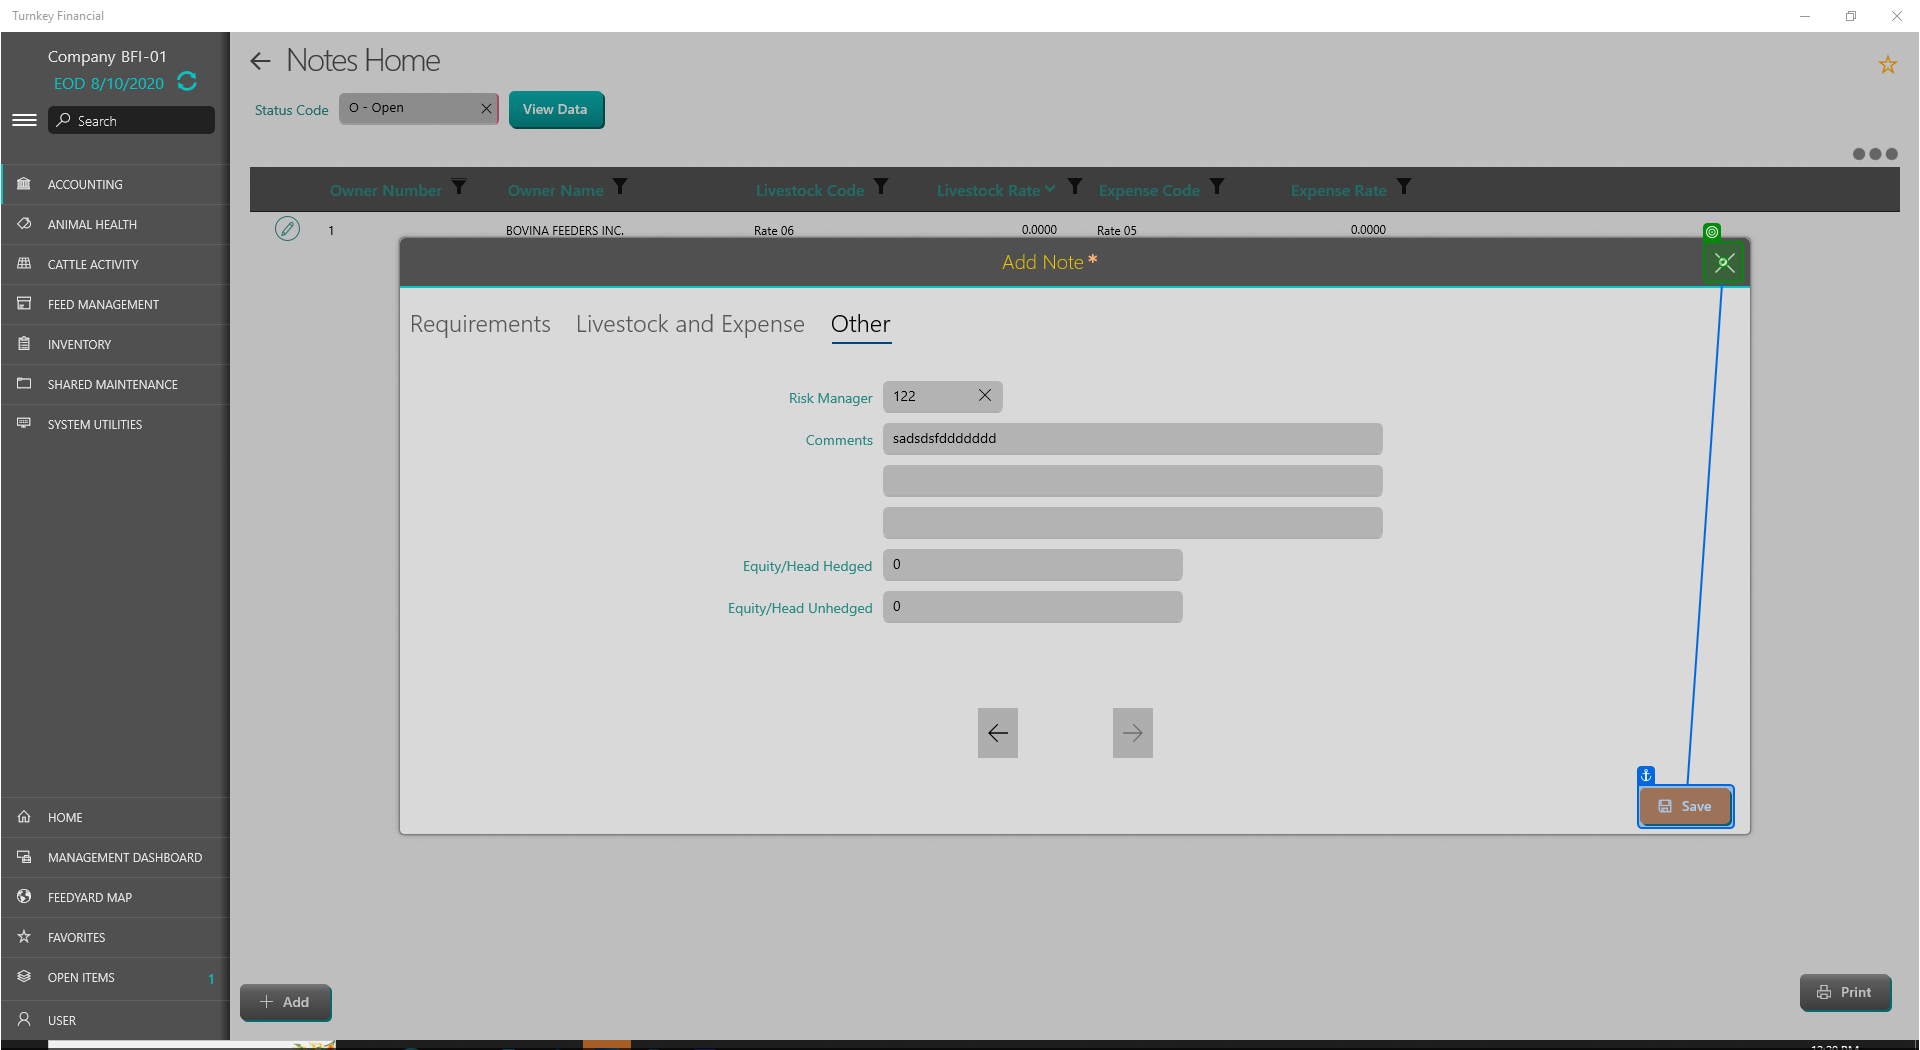 Turnkey Financial
Company BFI-01
EOD 8/10/2020
Search
ACCOUNTING
ANIMAL HEALTH
CATTLE ACTIVITY
FEED MANAGEMENT
INVENTORY
SHARED MAINTENANCE
SYSTEM UTILITIES
HOME
MANAGEMENT DASHBOARD
FEEDYARD MAP
FAVORITES
OPEN ITEMS 1
USER
Notes Home
Status Code O - Open View Data
Owner Number Owner Name Livestock Code Livestock Rate Expense Code Expense Rate
1 BOVINA FEEDERS INC. Rate 06 0.0000 Rate 05 0.0000
Add Note *
Requirements Livestock and Expense Other
Risk Manager 122
Comments sadsdsfddddddd
Equity/Head Hedged 0
Equity/Head Unhedged 0
Save
Add
Print